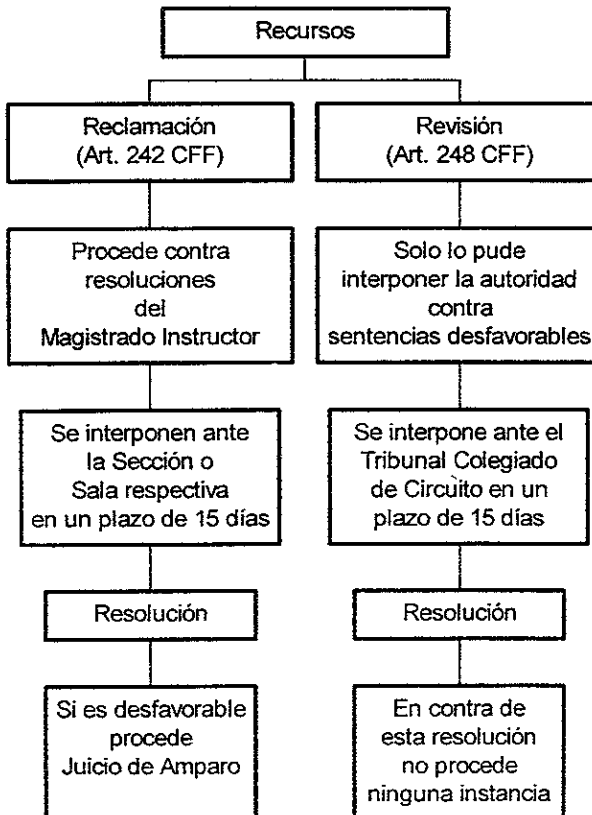 Recursos
Reclamación
(Art. 242 CFF)
Procede contra
resoluciones
del
Magistrado Instructor
Se interponen ante
la Sección o
Sala respectiva
en un plazo de 15 días
Resolución
Si es desfavorable
procede
Juicio de Amparo
Revisión
(Art. 248 CFF)
Solo lo pude
interponer la autoridad
contra
sentencias desfavorables
Se interpone ante el
Tribunal Colegiado
de Circuito en un
plazo de 15 días
Resolución
En contra de
esta resolución
no procede
ninguna instancia